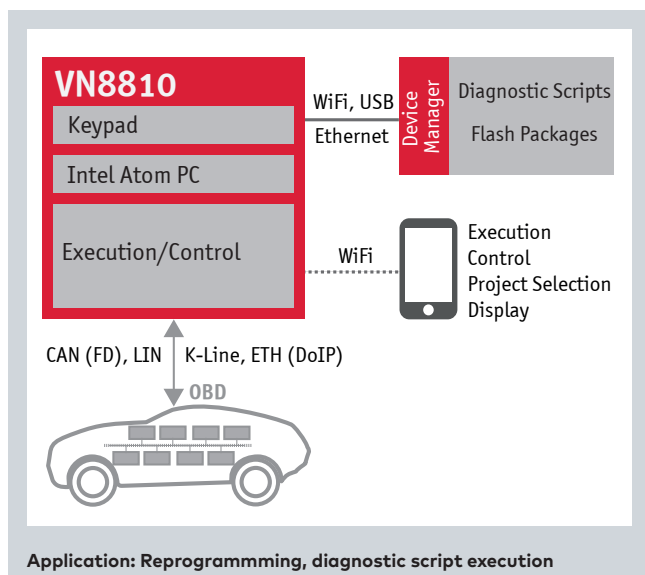 VN8810
Keypad
Intel Atom PC
Execution/Control
WiFi, USB
Ethernet
Device
Manager
Diagnostic Scripts
Flash Packages
WiFi
Execution
Control
Project Selection
Display
CAN (FD), LIN
K-Line, ETH (DoIP)
OBD
Application: Reprogrammming, diagnostic script execution